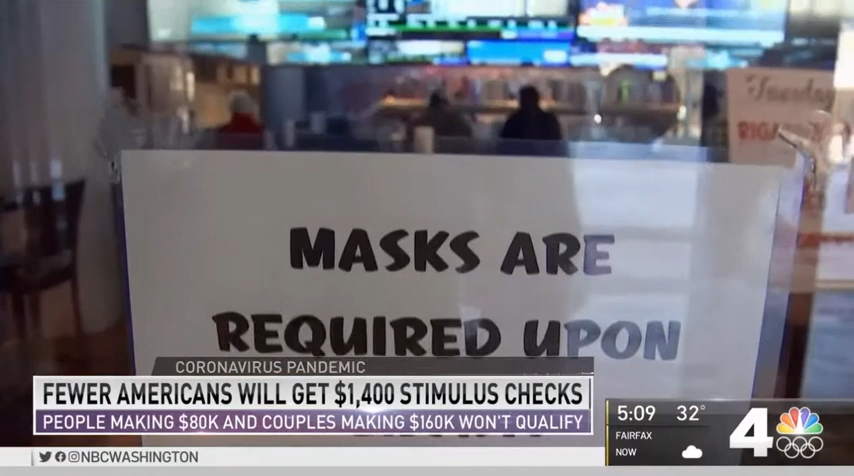 Tuesday
MASKS ARE
REQUIRED UPON
CORONAVIRUS PANDEMIC
FEWER AMERICANS WILL GET $1,400 STIMULUS CHECKS
PEOPLE MAKING $80K AND COUPLES MAKING $160K WON'T QUALIFY
5:09 32°
FAIRFAX
NOW
4
@NBCWASHINGTON